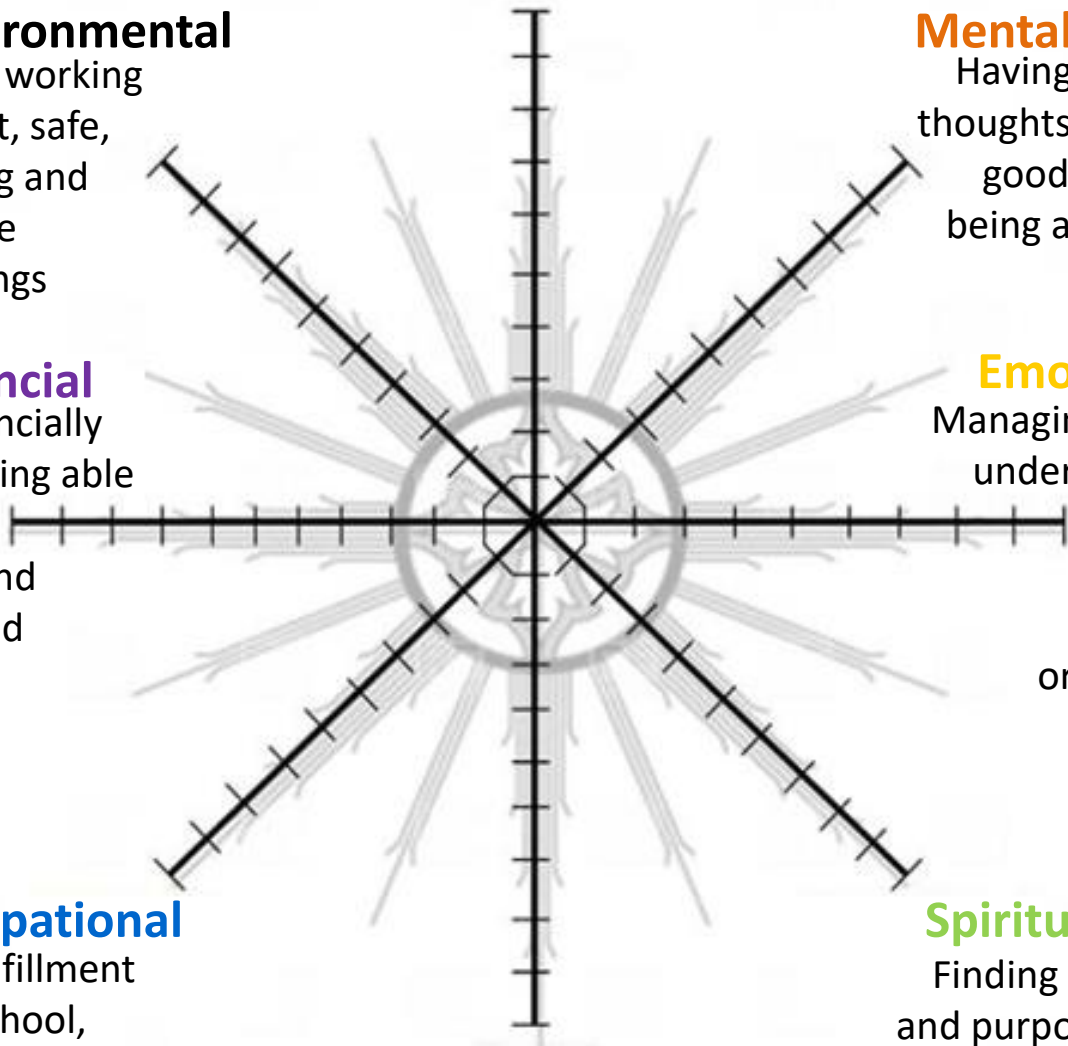 ronmental
working
t, safe,
g and
e
ngs
ncial
ncially
ing able
nd
d
pational
fillment
hool,
Mental
Having
thoughts
good
being a
Emo
Managin
under
or
Spiritu
Finding
and purpo